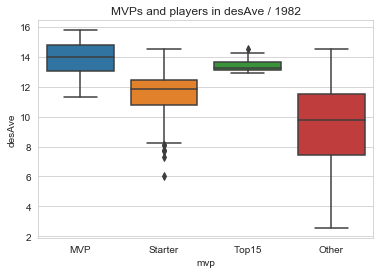 MVPs and players in desAve / 1982
16
14
12
10
8
6
4
2
desAve
MVP Starter Top15 Other
mvp